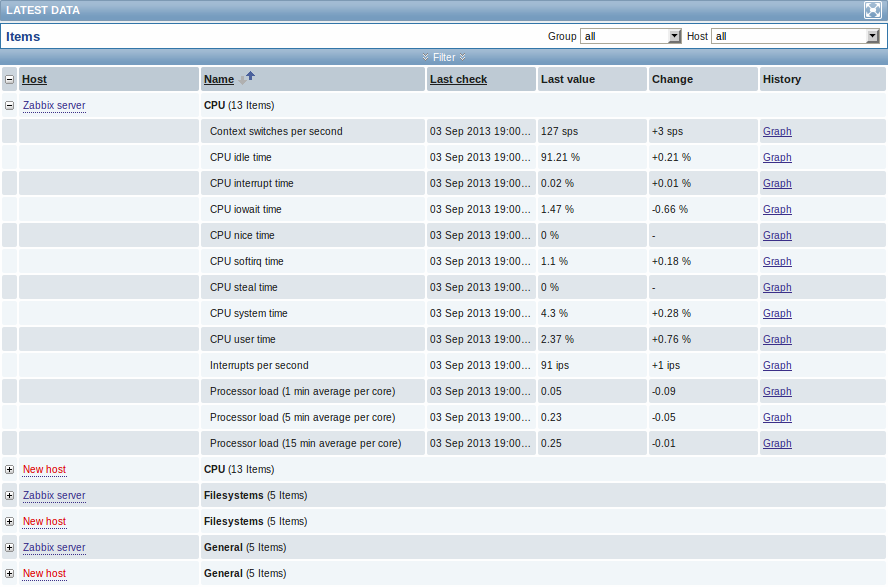 LATEST DATA
Items Group all Host all
Filter
Host Name Last check Last value Change History
Zabbix server CPU (13 Items)
Context switches per second 03 Sep 2013 19:00... 127 sps +3 sps Graph
CPU idle time 03 Sep 2013 19:00... 91.21 % +0.21 % Graph
CPU interrupt time 03 Sep 2013 19:00... 0.02 % +0.01 % Graph
CPU iowait time 03 Sep 2013 19:00... 1.47 % -0.66 % Graph
CPU nice time 03 Sep 2013 19:00... 0 % - Graph
CPU softirq time 03 Sep 2013 19:00... 1.1 % +0.18 % Graph
CPU steal time 03 Sep 2013 19:00... 0 % - Graph
CPU system time 03 Sep 2013 19:00... 4.3 % +0.28 % Graph
CPU user time 03 Sep 2013 19:00... 2.37 % +0.76 % Graph
Interrupts per second 03 Sep 2013 19:00... 91 ips +1 ips Graph
Processor load (1 min average per core) 03 Sep 2013 19:00... 0.05 -0.09 Graph
Processor load (5 min average per core) 03 Sep 2013 19:00... 0.23 -0.05 Graph
Processor load (15 min average per core) 03 Sep 2013 19:00... 0.25 -0.01 Graph
New host CPU (13 Items)
Zabbix server Filesystems (5 Items)
New host Filesystems (5 Items)
Zabbix server General (5 Items)
New host General (5 Items)